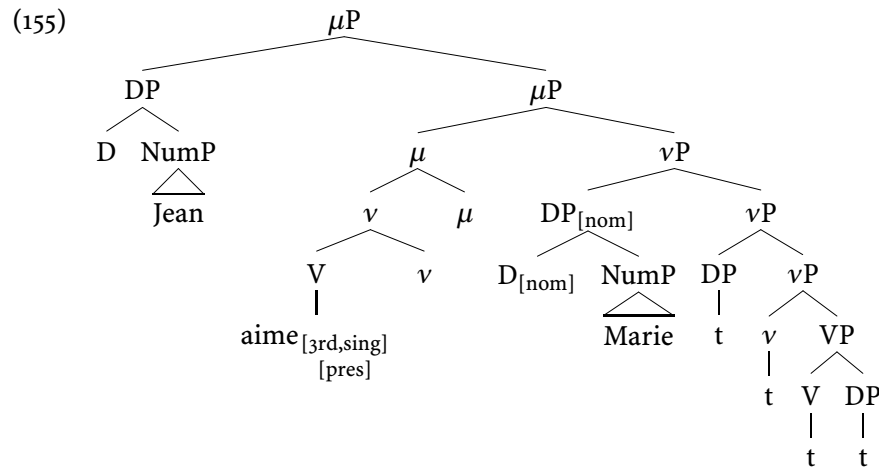 (155) μP
DP μP
D NumP μ νP
Jean ν μ DP[nom] νP
V ν D[nom] NumP DP νP
aime[3rd,sing] Marie t ν VP
[pres] t V DP
t t